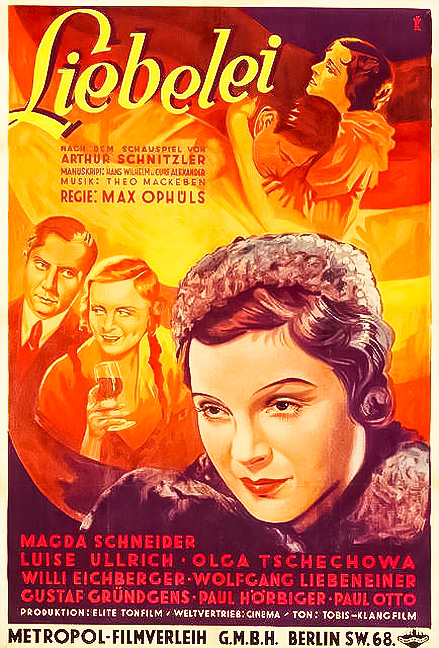 Liebelei
NACH DEM SCHAUSPIEL VON
ARTHUR SCHNITZLER
MANUSKRIPT: HANS WILHELM u. CURT ALEXANDER
MUSIK: THEO MACKEBEN
REGIE: MAX OPHÜLS
MAGDA SCHNEIDER
LUISE ULLRICH · OLGA TSCHECHOWA
WILLI EICHBERGER · WOLFGANG LIEBENEINER
GUSTAF GRÜNDGENS · PAUL HÖRBIGER · PAUL OTTO
PRODUKTION: ELITE TONFILM / WELTVERTRIEB: CINEMA / TON: TOBIS-KLANGFILM
METROPOL-FILMVERLEIH G.M.B.H. BERLIN SW. 68.